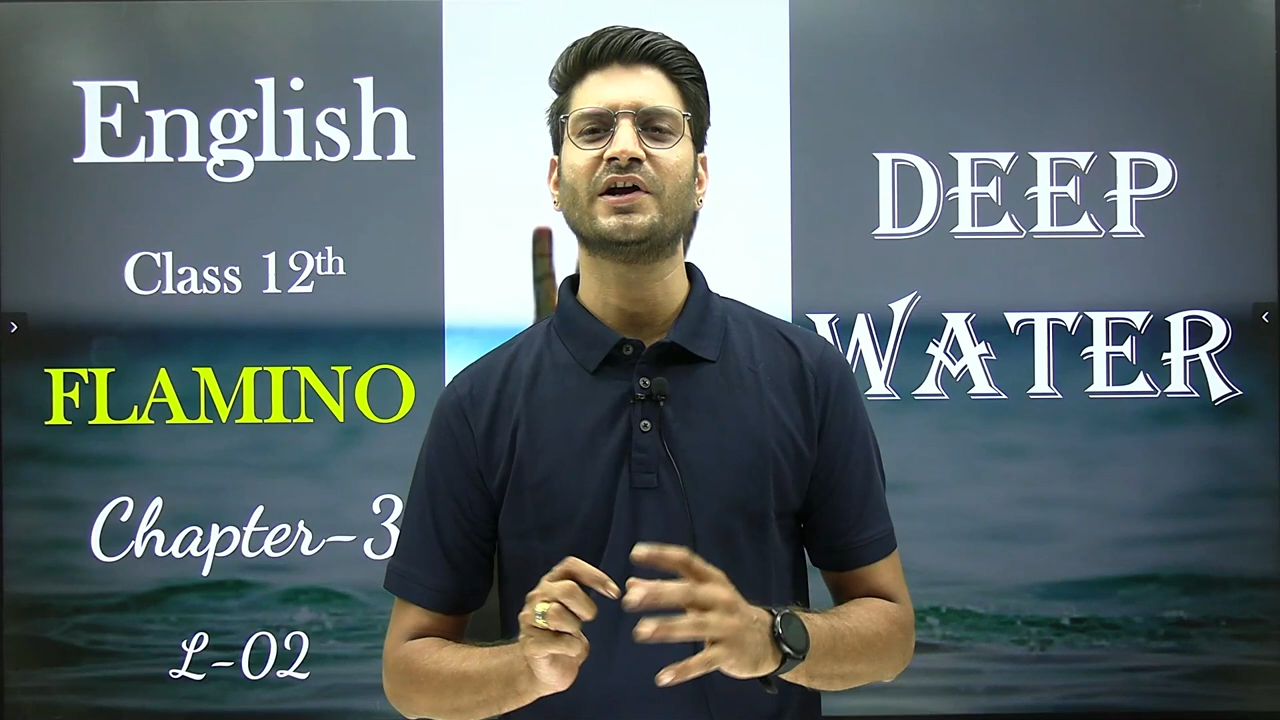 English
Class 12th
FLAMINO
Chapter-3
L-02
DEEP
WATER